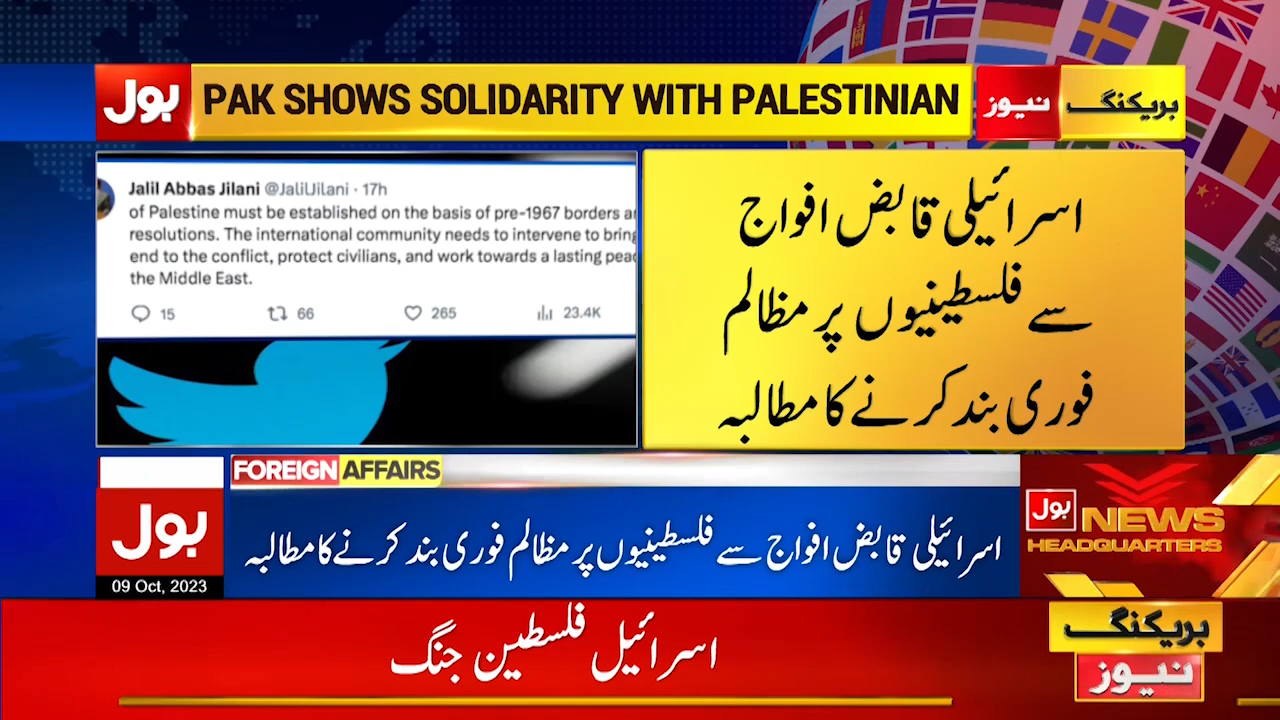 بول
PAK SHOWS SOLIDARITY WITH PALESTINIAN
نیوز
بریکنگ
Jalil Abbas Jilani @JalilJilani · 17h
of Palestine must be established on the basis of pre-1967 borders
resolutions. The international community needs to intervene to bring
end to the conflict, protect civilians, and work towards a lasting
the Middle East.
15 66 265 23.4K
اسرائیلی قابض افواج
سے فلسطینیوں پر مظالم
فوری بند کرنے کا مطالبہ
FOREIGN AFFAIRS
بول
09 Oct, 2023
اسرائیلی قابض افواج سے فلسطینیوں پر مظالم فوری بند کرنے کا مطالبہ
بول NEWS
HEADQUARTERS
اسرائیل فلسطین جنگ
بریکنگ
نیوز